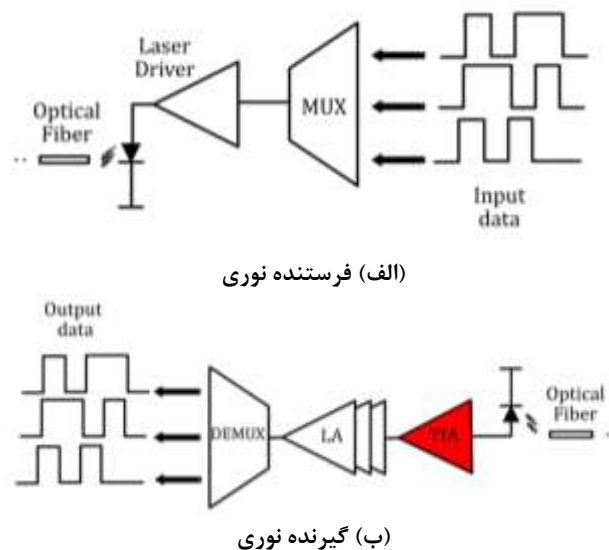 Laser
Driver
Optical
Fiber
MUX
Input
data
(الف) فرستنده نوری
Output
data
DEMUX
LA
TIA
Optical
Fiber
(ب) گیرنده نوری